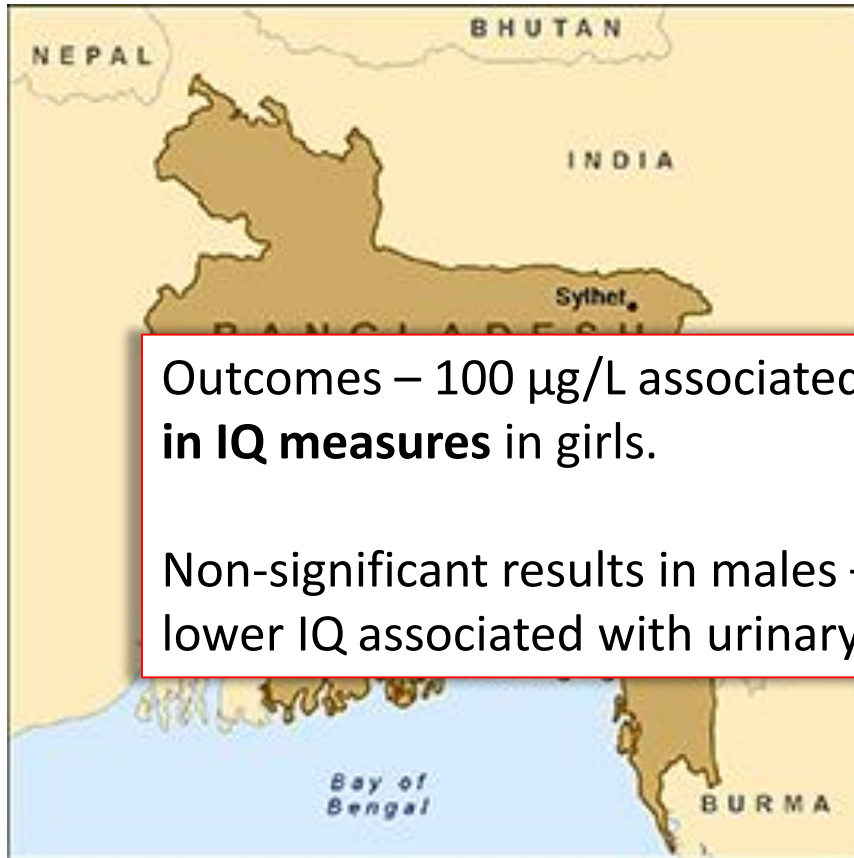 BHUTAN
NEPAL
INDIA
Sylhet
BANGLADESH
Outcomes – 100 µg/L associated
in IQ measures in girls.
Non-significant results in males -
lower IQ associated with urinary
Bay of
Bengal
BURMA